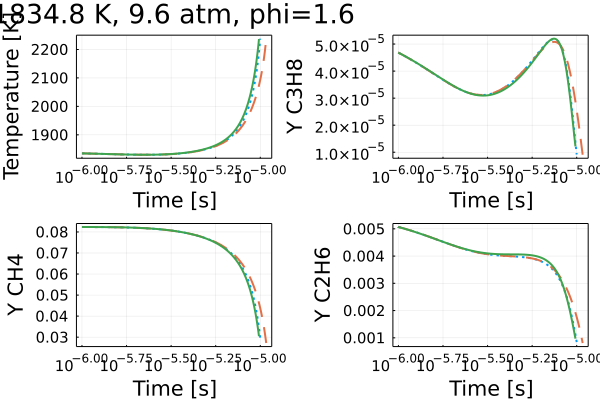 1834.8 K, 9.6 atm, phi=1.6
Temperature [K]
2200
2100
2000
1900
10^-6.00 10^-5.75 10^-5.50 10^-5.25 10^-5.00
Time [s]
Y C3H8
5.0×10^-5
4.0×10^-5
3.0×10^-5
2.0×10^-5
1.0×10^-5
10^-6.00 10^-5.75 10^-5.50 10^-5.25 10^-5.00
Time [s]
Y CH4
0.08
0.07
0.06
0.05
0.04
0.03
10^-6.00 10^-5.75 10^-5.50 10^-5.25 10^-5.00
Time [s]
Y C2H6
0.005
0.004
0.003
0.002
0.001
10^-6.00 10^-5.75 10^-5.50 10^-5.25 10^-5.00
Time [s]